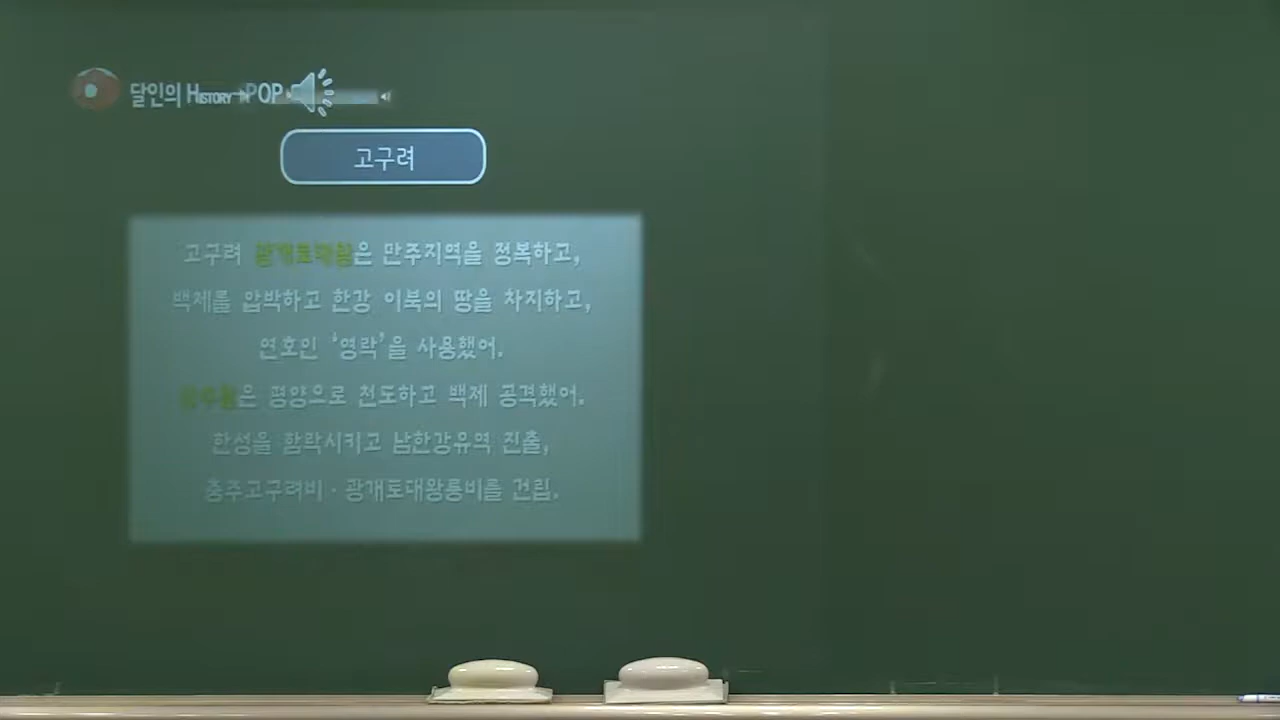 달인의 HISTORY-POP
고구려
고구려 광개토대왕은 만주지역을 정복하고,
백제를 압박하고 한강 이북의 땅을 차지하고,
연호인 '영락'을 사용했어.
장수왕은 평양으로 천도하고 백제 공격했어.
한성을 함락시키고 남한강유역 진출,
충주고구려비·광개토대왕릉비를 건립.